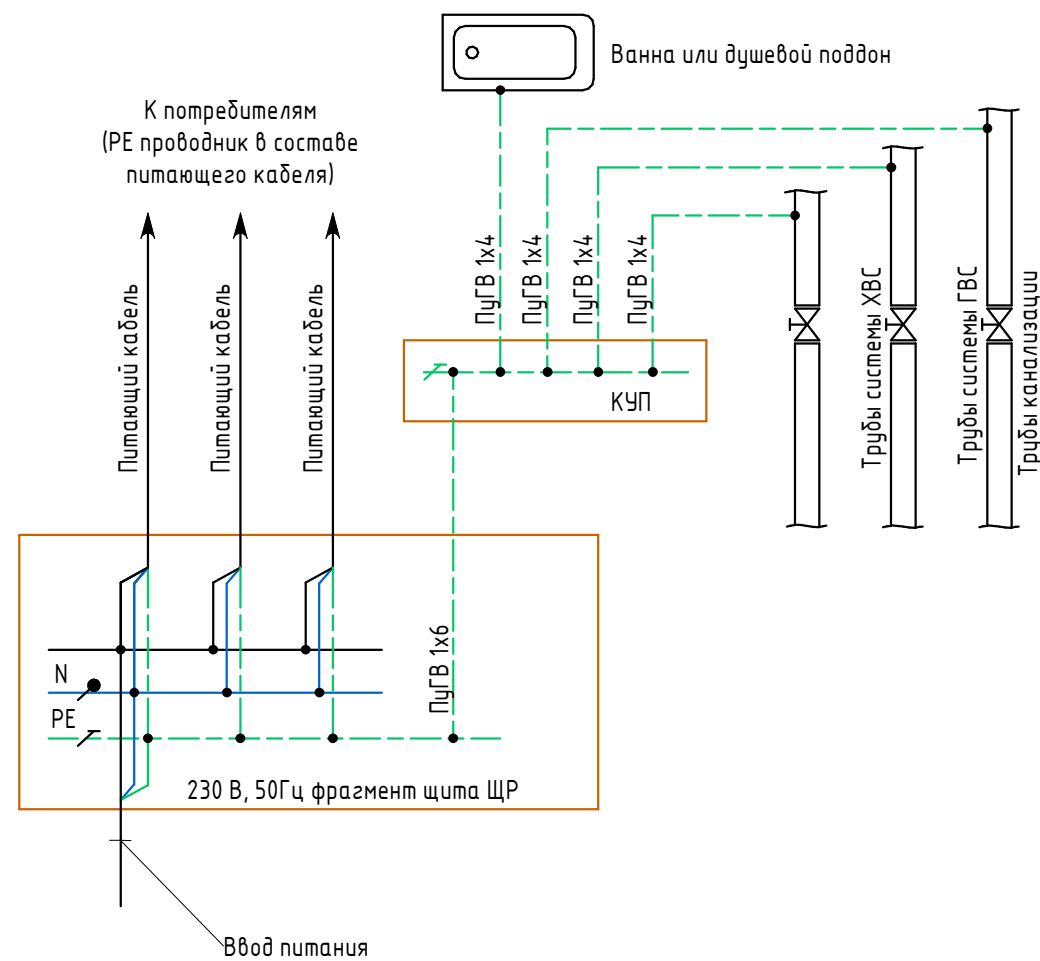 Ванна или душевой поддон
К потребителям
(PE проводник в составе
питающего кабеля)
Питающий кабель
Питающий кабель
Питающий кабель
ПуГВ 1х4
ПуГВ 1х4
ПуГВ 1х4
ПуГВ 1х4
КУП
Трубы системы ХВС
Трубы системы ГВС
Трубы канализации
ПуГВ 1х6
N
PE
230 В, 50Гц фрагмент щита ЩР
Ввод питания